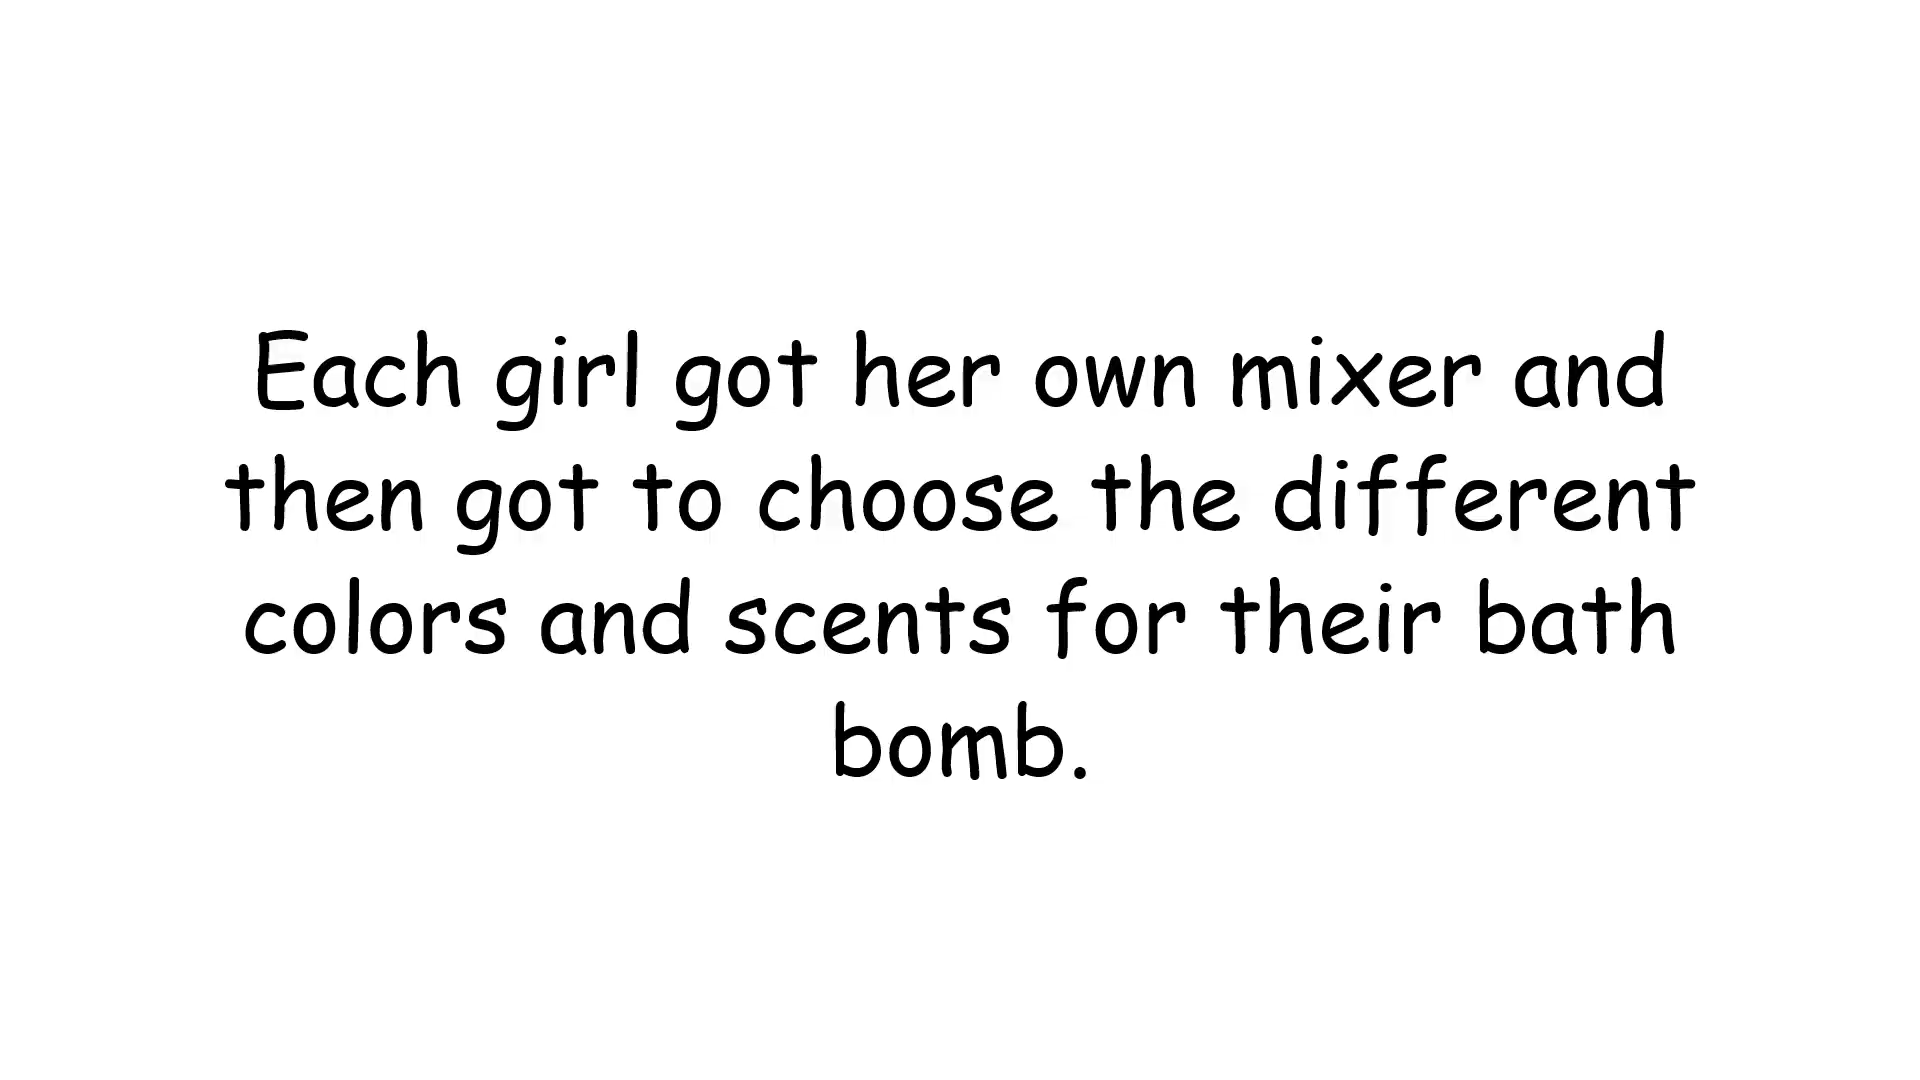 Each girl got her own mixer and
then got to choose the different
colors and scents for their bath
bomb.